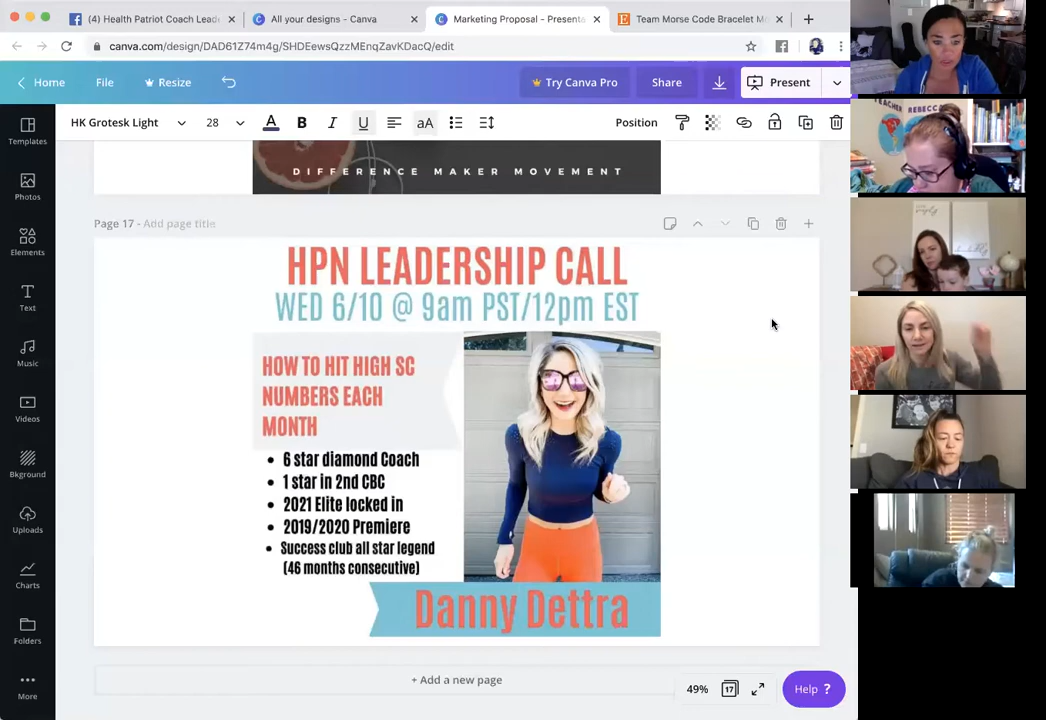 (4) Health Patriot Coach Lead
All your designs - Canva
Marketing Proposal - Present
Team Morse Code Bracelet M
canva.com/design/DAD61Z74m4g/SHDEewsQzzMEnqZavKDacQ/edit
Home
File
Resize
Try Canva Pro
Share
Present
HK Grotesk Light
28
A
B
I
U
aA
Position
Templates
Photos
Elements
Text
Music
Videos
Bkground
Uploads
Charts
Folders
More
DIFFERENCE MAKER MOVEMENT
Page 17 - Add page title
HPN LEADERSHIP CALL
WED 6/10 @ 9am PST/12pm EST
HOW TO HIT HIGH SC
NUMBERS EACH
MONTH
• 6 star diamond Coach
• 1 star in 2nd CBC
• 2021 Elite locked in
• 2019/2020 Premiere
• Success club all star legend
(46 months consecutive)
Danny Dettra
+ Add a new page
49%
17
Help ?
TEACHER
REBECC